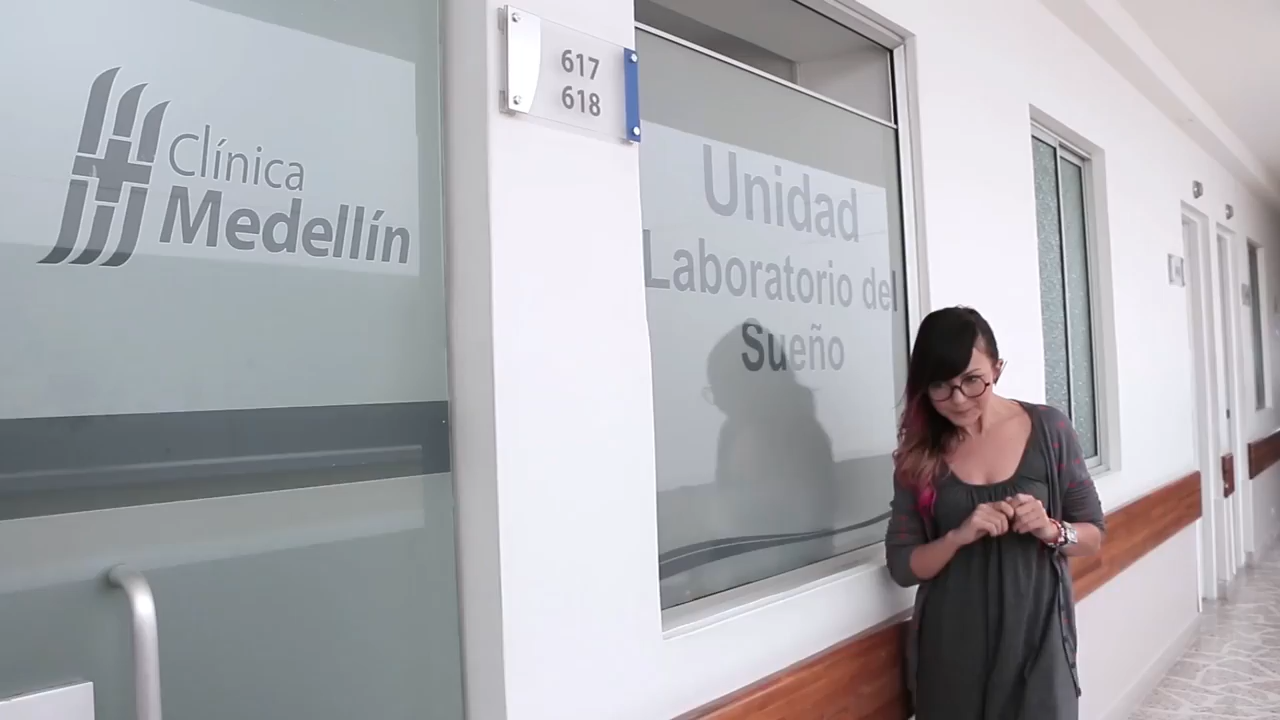 Clínica
Medellín
617
618
Unidad
Laboratorio del
Sueño